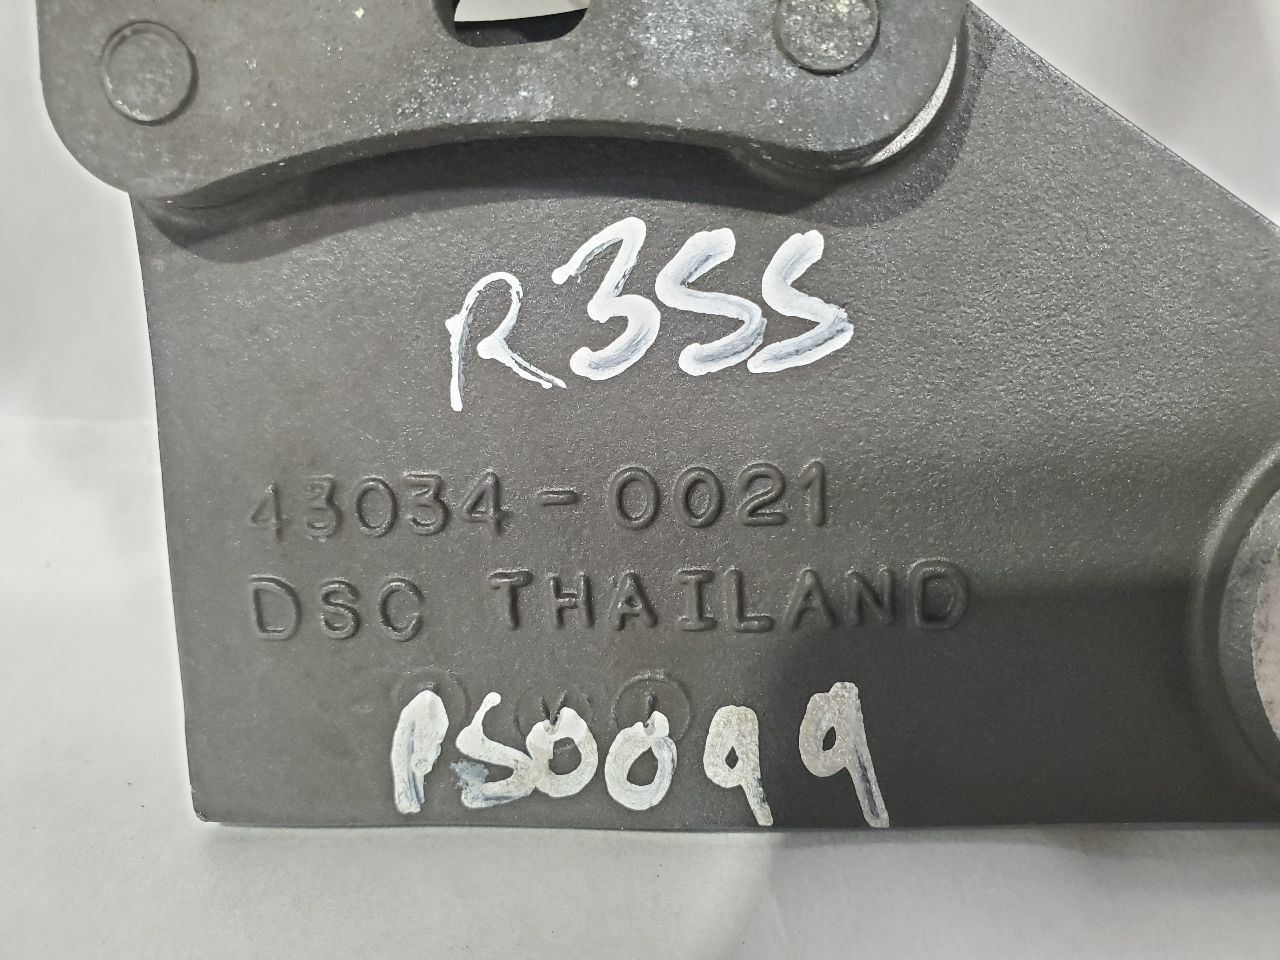 R3SS
43034-0021
DSC THAILAND
PS0099